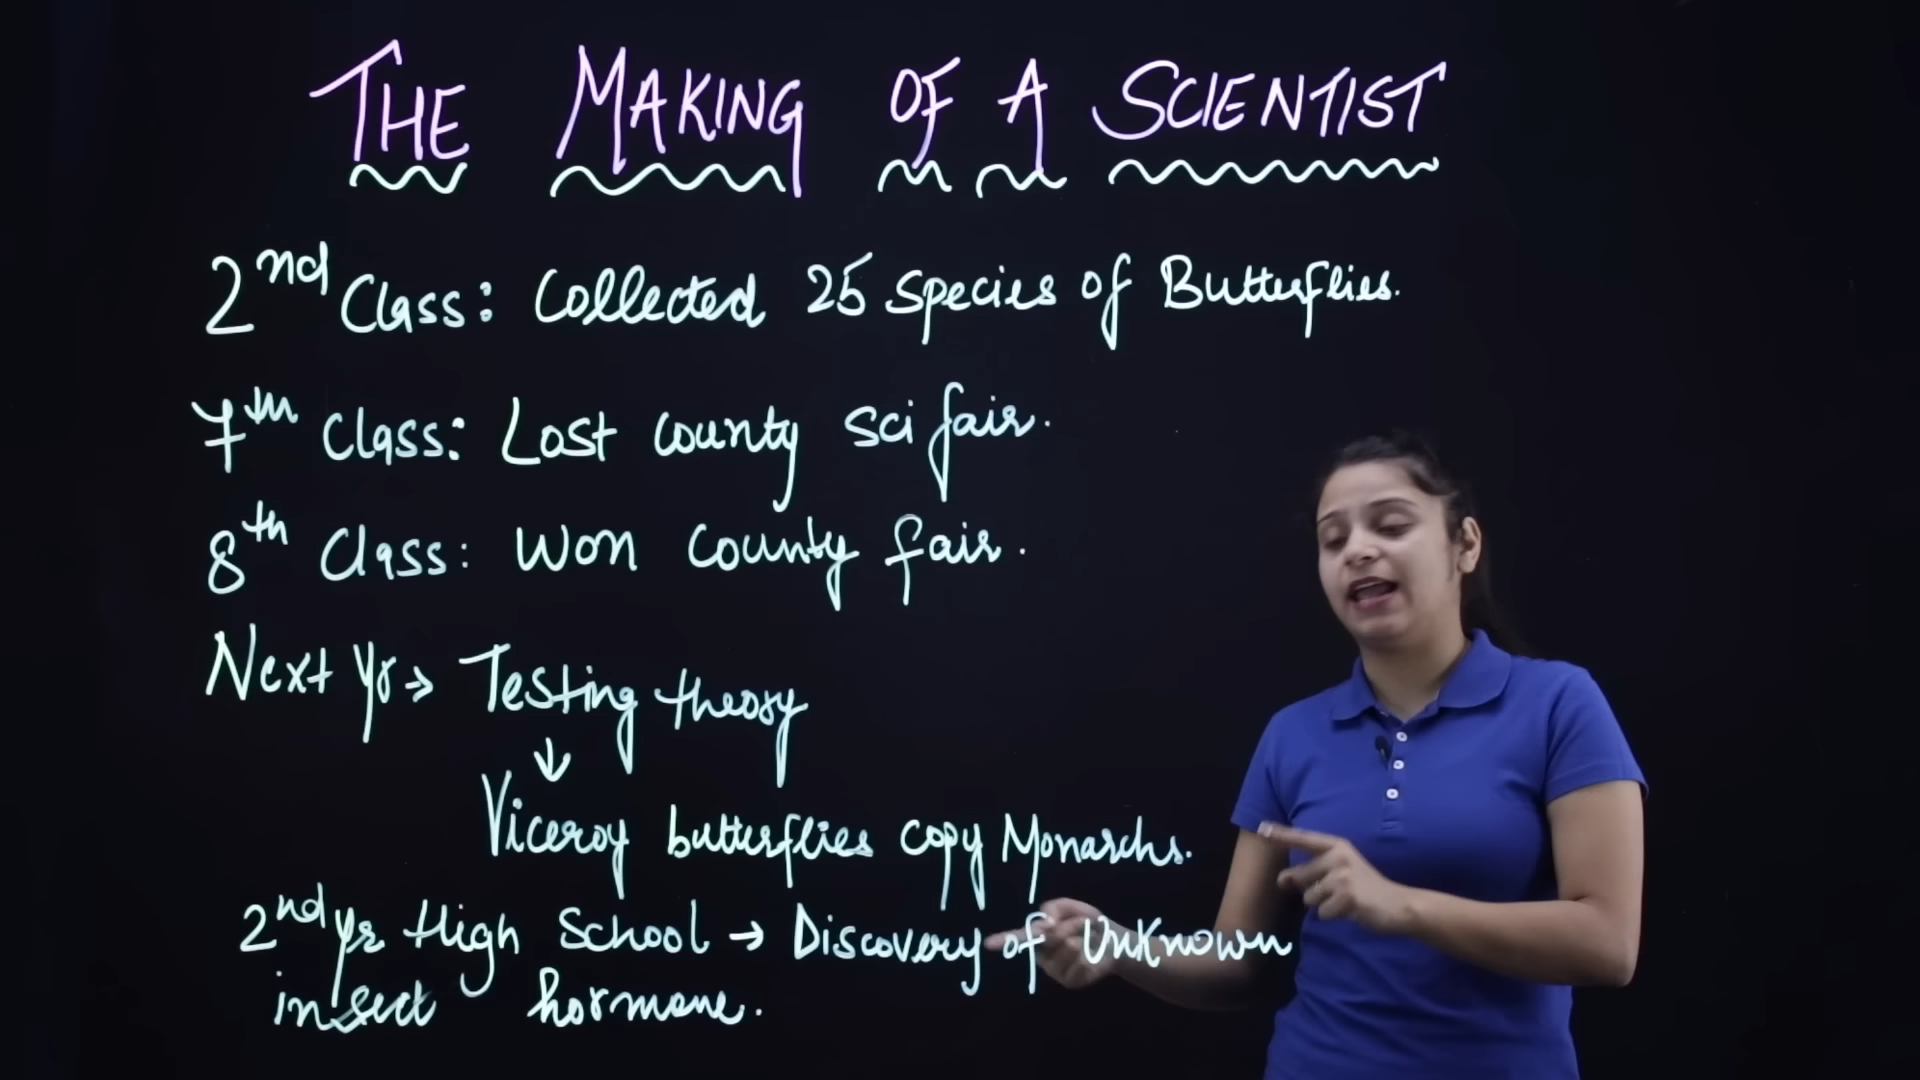 THE MAKING OF A SCIENTIST
2nd Class: Collected 25 Species of Butterflies.
7th Class: Lost county Sci fair.
8th Class: Won County fair.
Next Yr → Testing theory
↓
Viceroy butterflies copy Monarchs.
2nd yr High School → Discovery of Unknown
insect hormone.